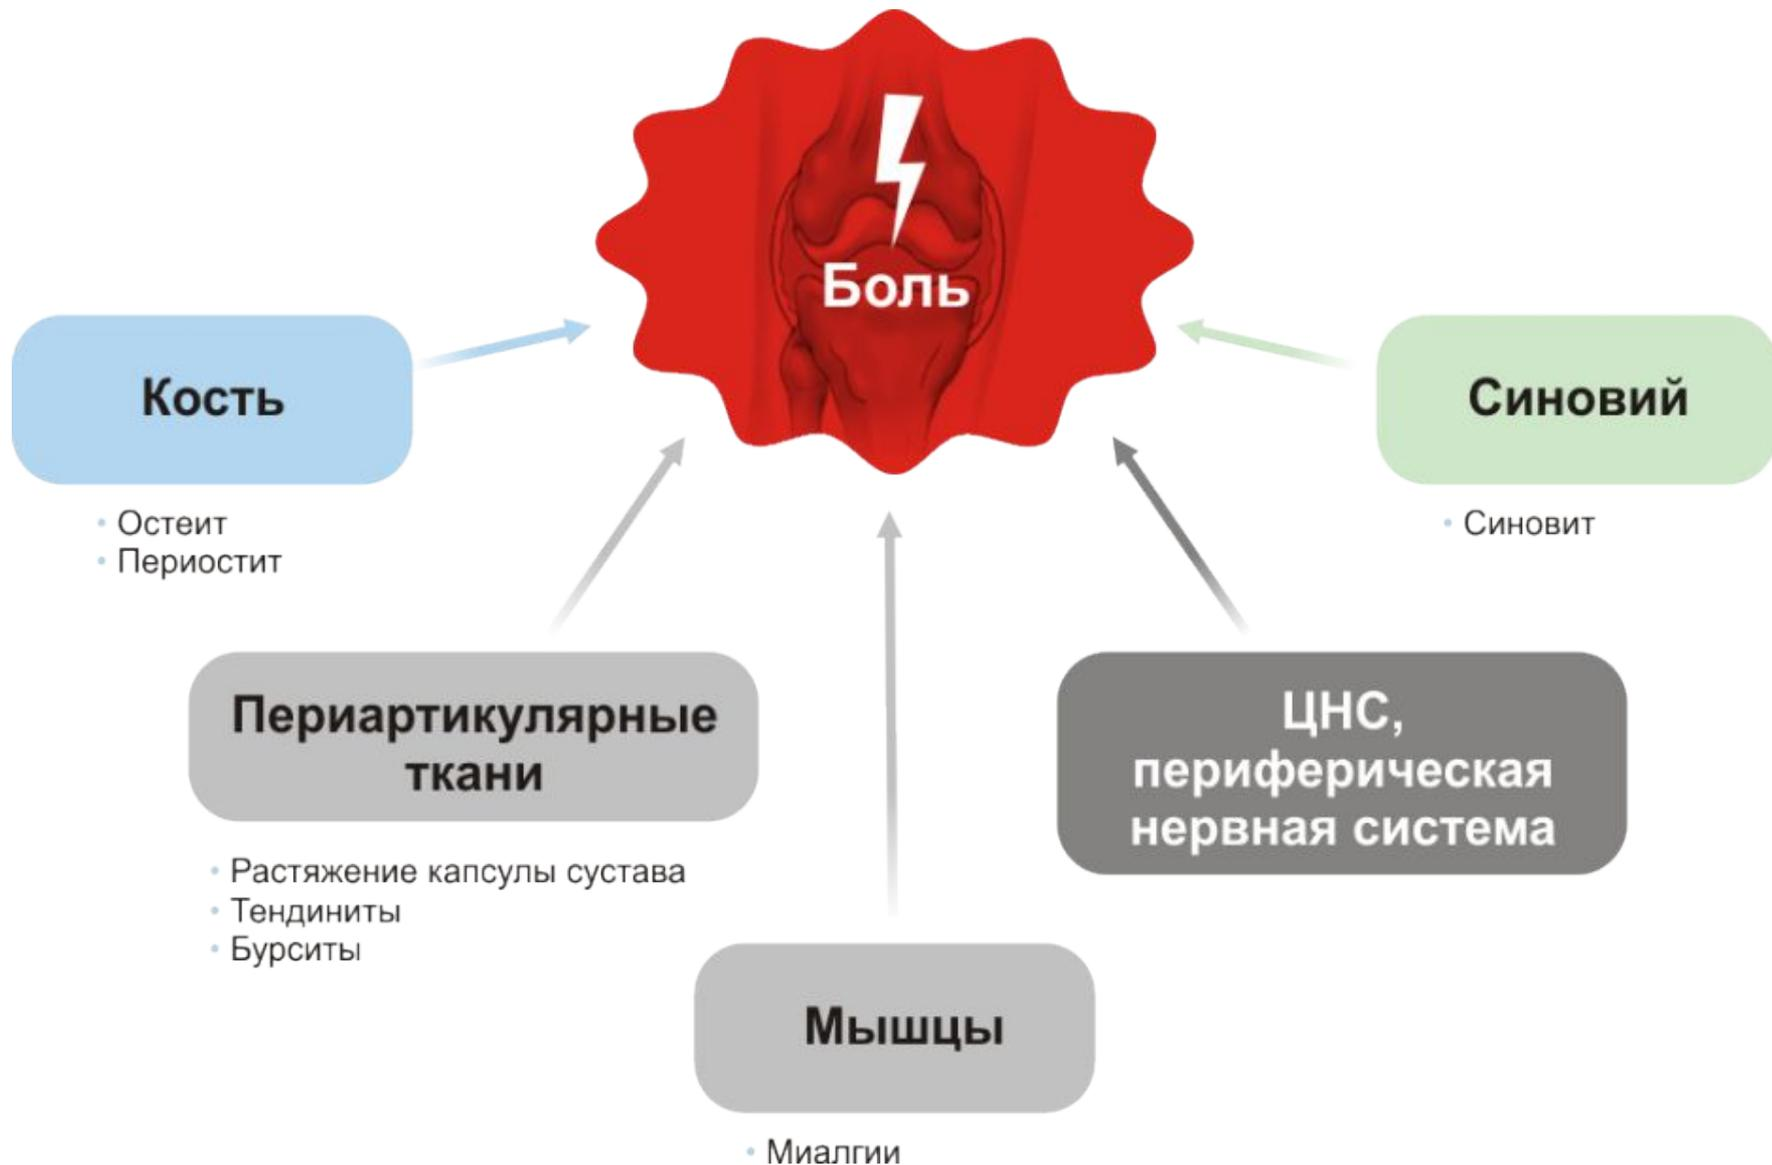 Боль
Кость
• Остеит
• Периостит
Синовий
• Синовит
Периартикулярные
ткани
• Растяжение капсулы сустава
• Тендиниты
• Бурситы
ЦНС,
периферическая
нервная система
Мышцы
• Миалгии